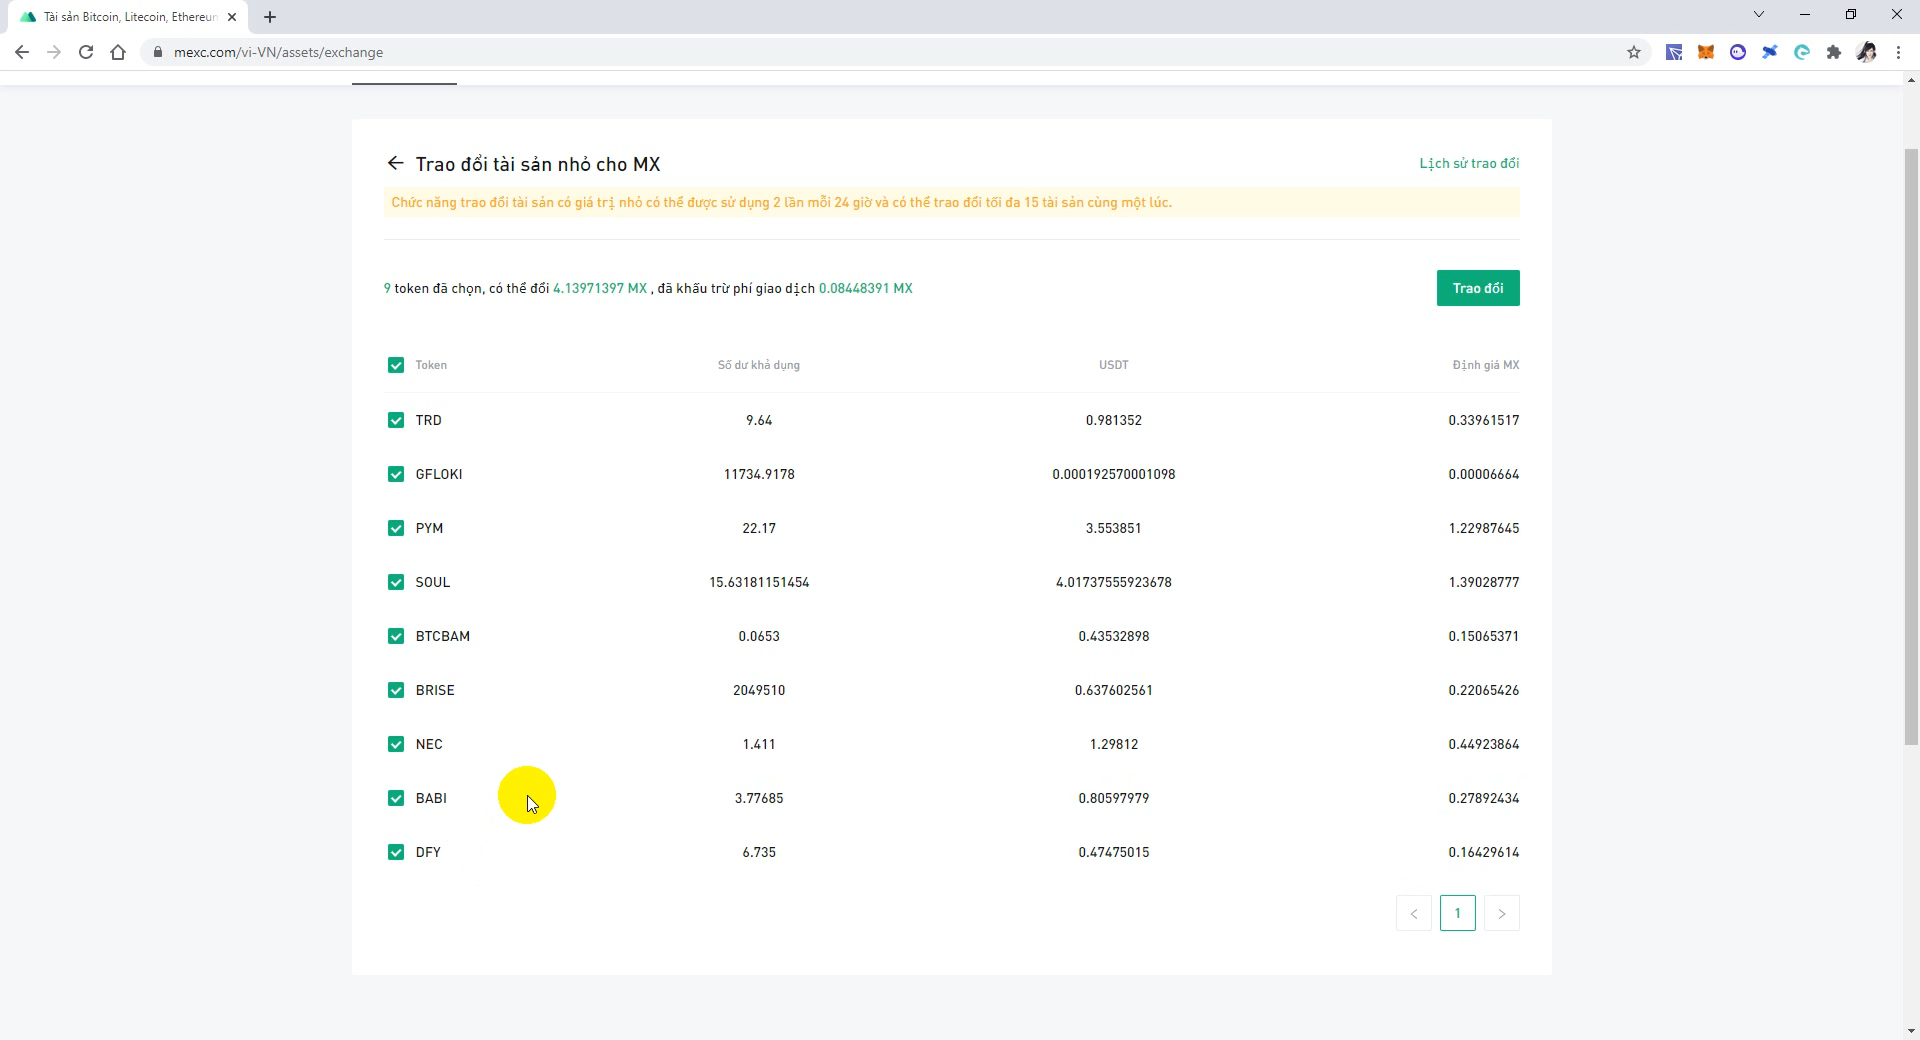 Tài sản Bitcoin, Litecoin, Ethereun
mexc.com/vi-VN/assets/exchange
Trao đổi tài sản nhỏ cho MX
Lịch sử trao đổi
Chức năng trao đổi tài sản có giá trị nhỏ có thể được sử dụng 2 lần mỗi 24 giờ và có thể trao đổi tối đa 15 tài sản cùng một lúc.
9 token đã chọn, có thể đổi 4.13971397 MX , đã khấu trừ phí giao dịch 0.08448391 MX
Trao đổi
Token Số dư khả dụng USDT Định giá MX
TRD 9.64 0.981352 0.33961517
GFLOKI 11734.9178 0.000192570001098 0.00006664
PYM 22.17 3.553851 1.22987645
SOUL 15.63181151454 4.01737555923678 1.39028777
BTCBAM 0.0653 0.43532898 0.15065371
BRISE 2049510 0.637602561 0.22065426
NEC 1.411 1.29812 0.44923864
BABI 3.77685 0.80597979 0.27892434
DFY 6.735 0.47475015 0.16429614
< 1 >